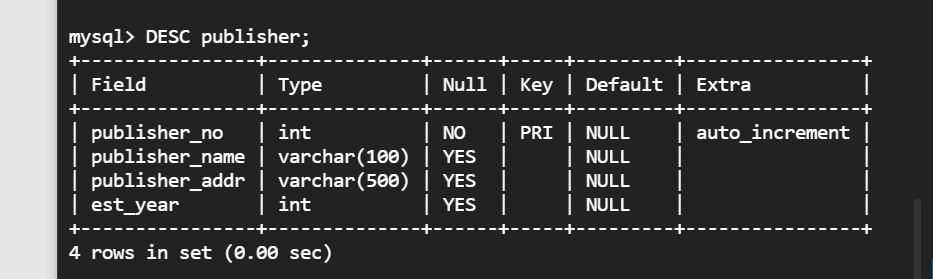 mysql> DESC publisher;
+----------------+--------------+------+-----+---------+----------------+
| Field          | Type         | Null | Key | Default | Extra          |
+----------------+--------------+------+-----+---------+----------------+
| publisher_no   | int          | NO   | PRI | NULL    | auto_increment |
| publisher_name | varchar(100) | YES  |     | NULL    |                |
| publisher_addr | varchar(500) | YES  |     | NULL    |                |
| est_year       | int          | YES  |     | NULL    |                |
+----------------+--------------+------+-----+---------+----------------+
4 rows in set (0.00 sec)